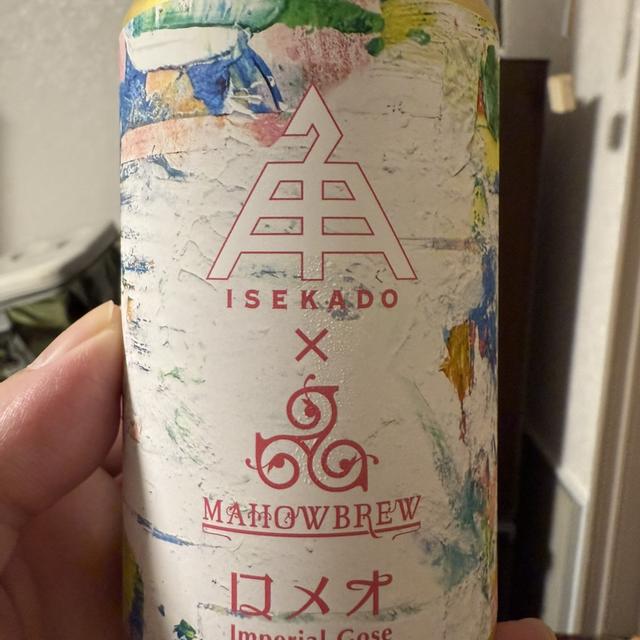 ISEKADO
×
MAHOWBREW
ロメオ
Imperial Gose